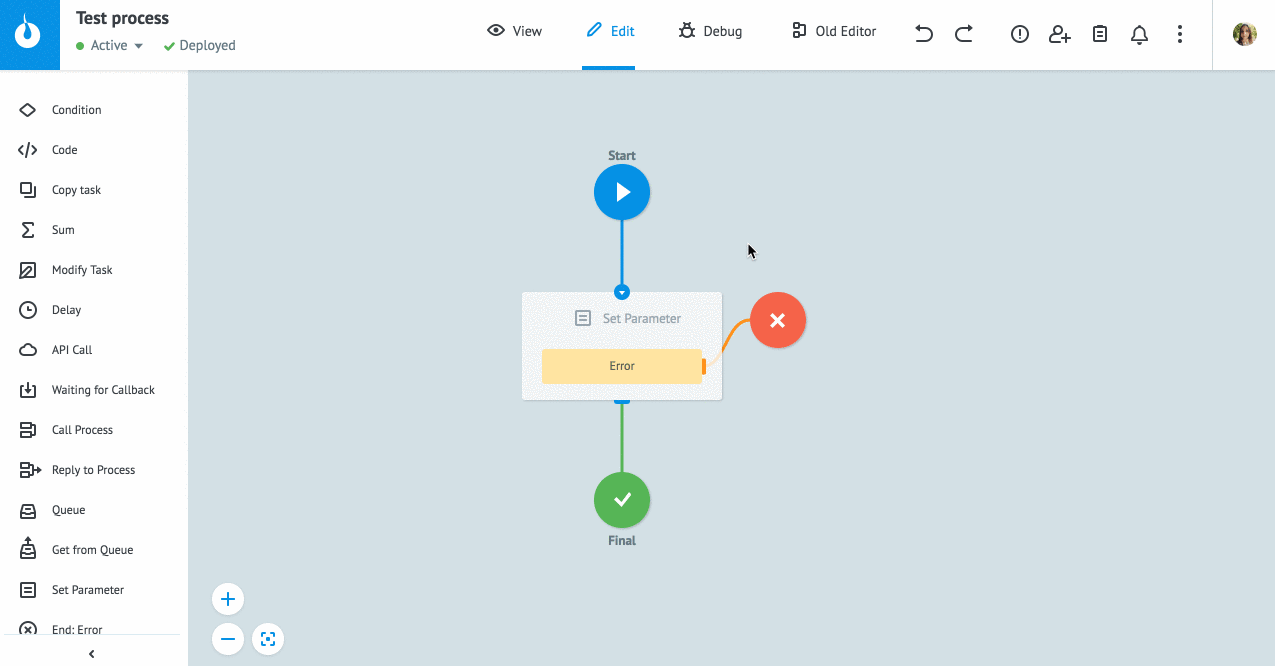 Test process
Active
Deployed
View
Edit
Debug
Old Editor
Condition
Code
Copy task
Sum
Modify Task
Delay
API Call
Waiting for Callback
Call Process
Reply to Process
Queue
Get from Queue
Set Parameter
End: Error
Start
Set Parameter
Error
Final